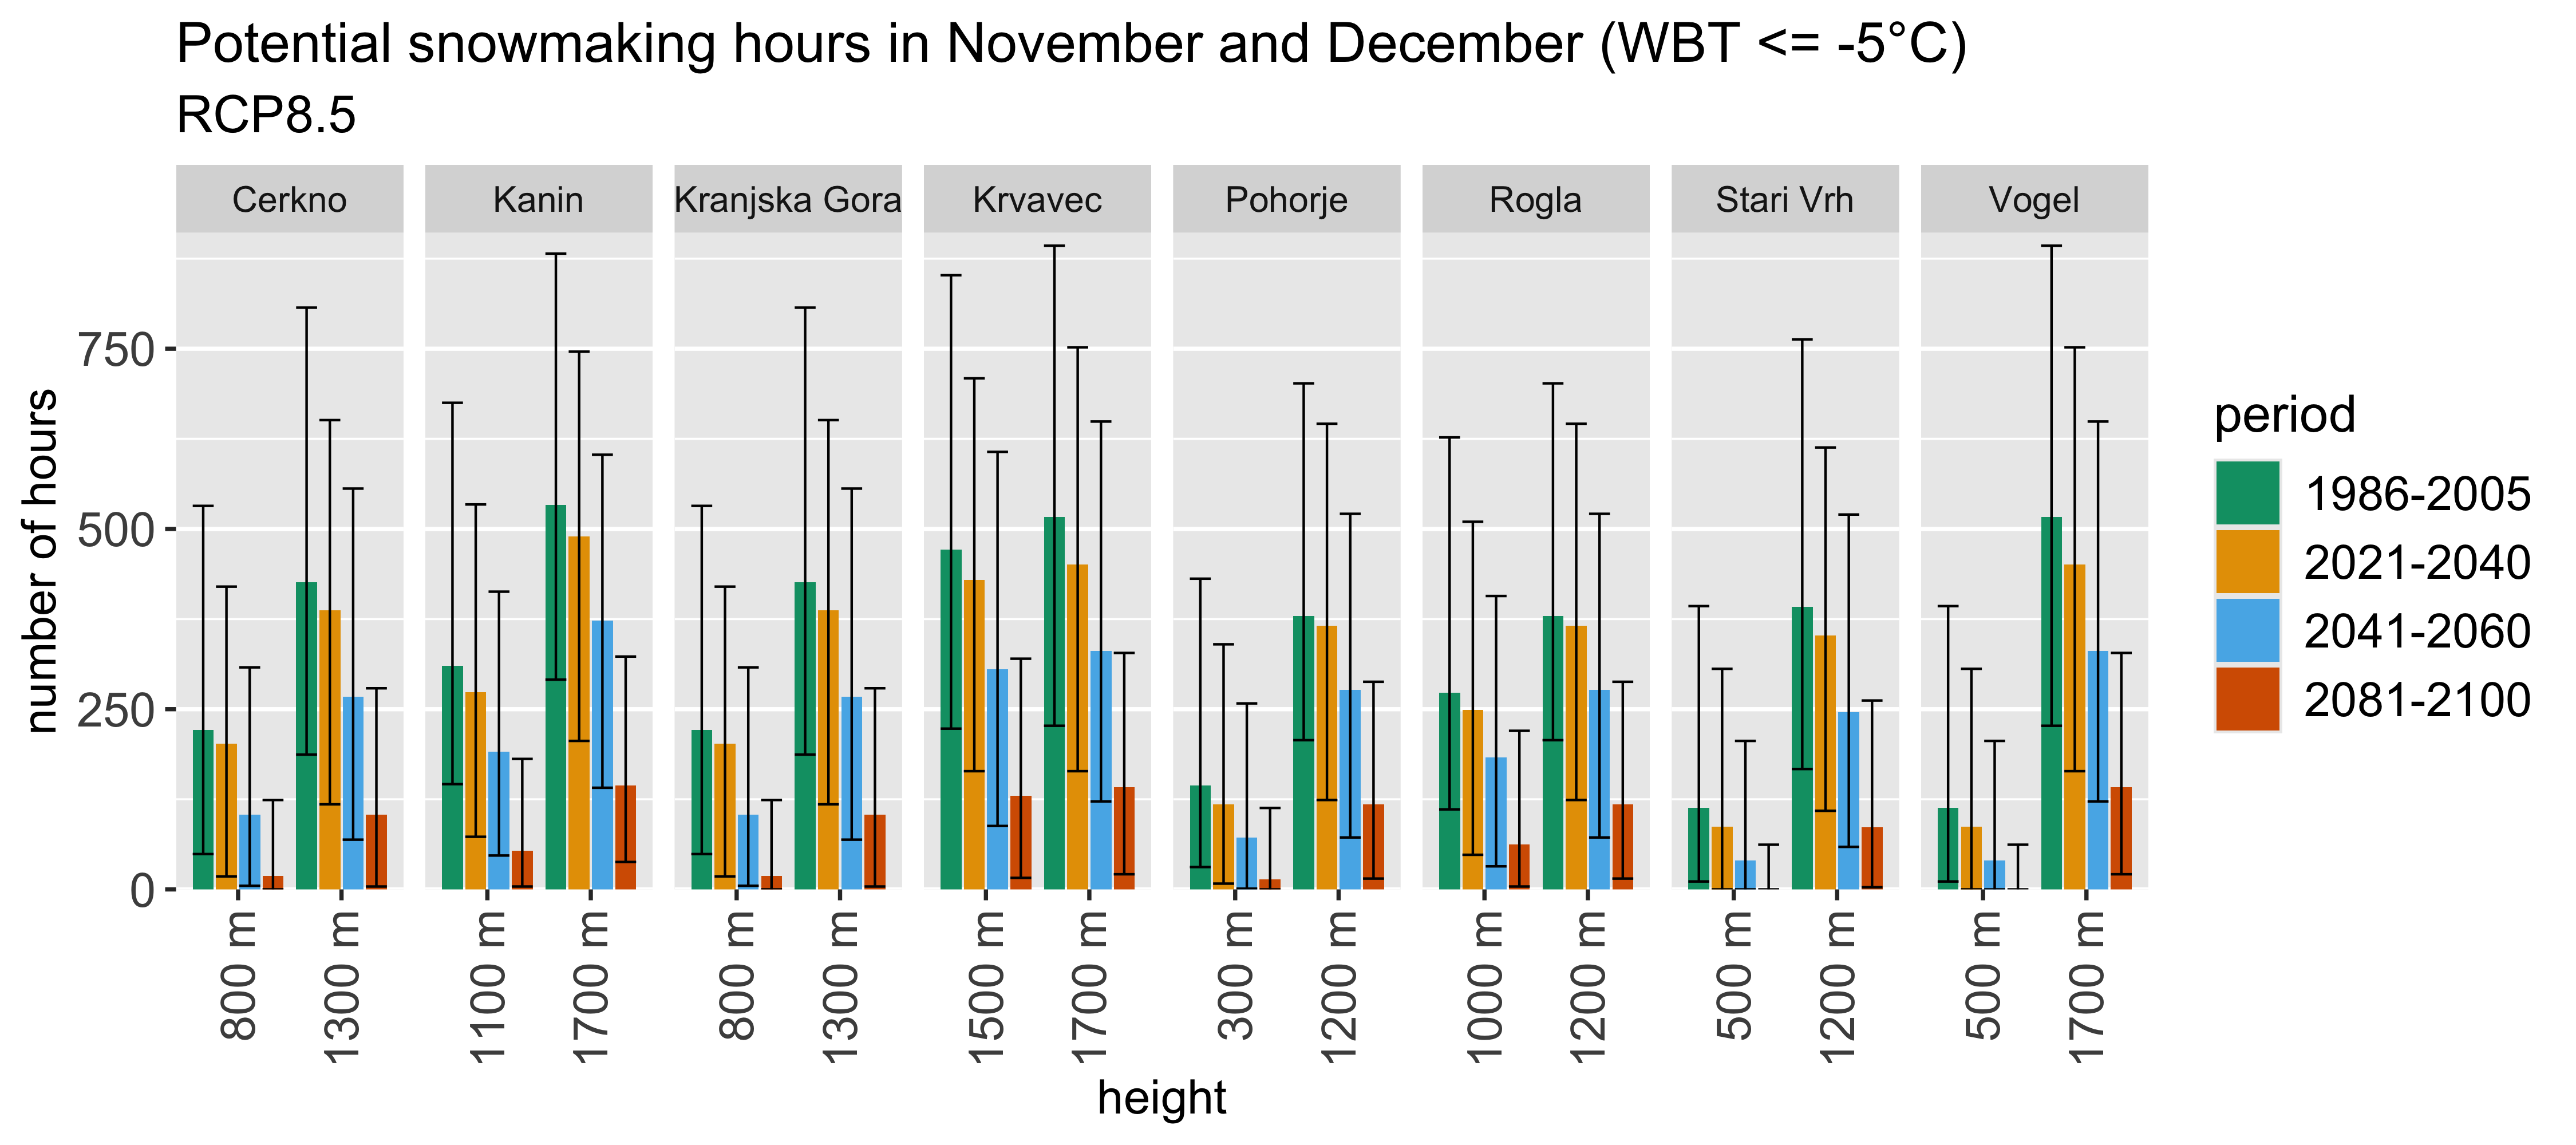 Potential snowmaking hours in November and December (WBT <= -5°C)
RCP8.5
Cerkno
Kanin
Kranjska Gora
Krvavec
Pohorje
Rogla
Stari Vrh
Vogel
number of hours
750
500
250
0
800 m
1300 m
1100 m
1700 m
800 m
1300 m
1500 m
1700 m
300 m
1200 m
1000 m
1200 m
500 m
1200 m
500 m
1700 m
height
period
1986-2005
2021-2040
2041-2060
2081-2100